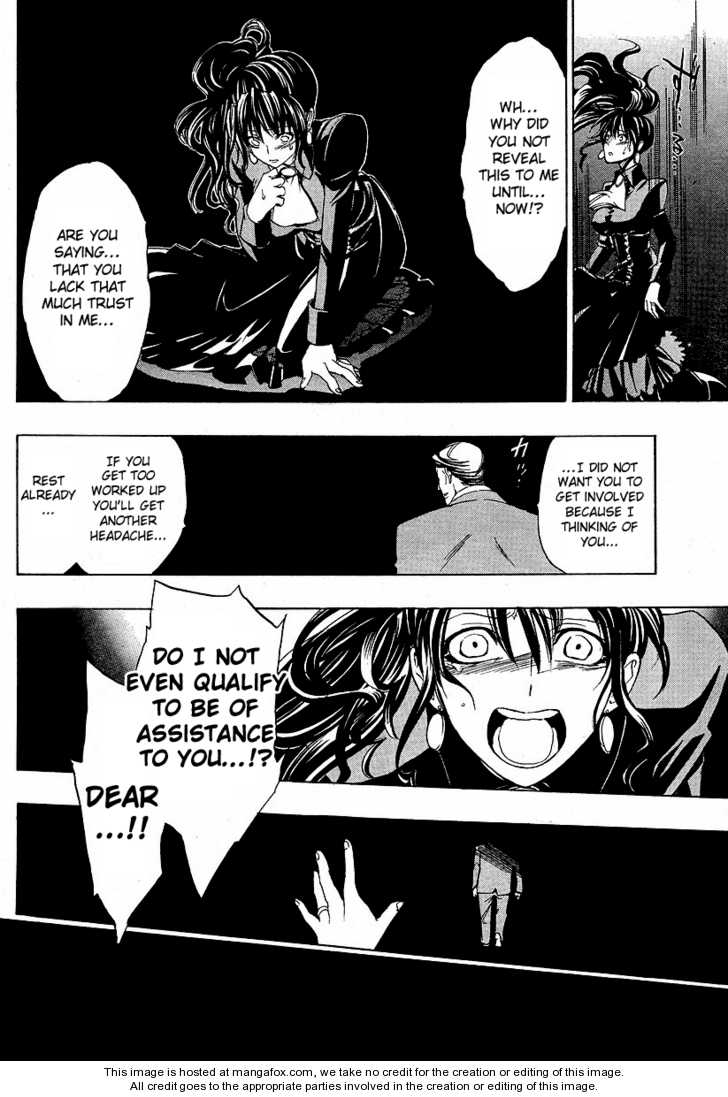 WH...
WHY DID
YOU NOT
REVEAL
THIS TO ME
UNTIL...
NOW!?
ARE YOU
SAYING...
THAT YOU
LACK THAT
MUCH TRUST
IN ME...
...I DID NOT
WANT YOU TO
GET INVOLVED
BECAUSE I
THINKING OF
YOU...
IF YOU
GET TOO
WORKED UP
YOU'LL GET
ANOTHER
HEADACHE...
REST
ALREADY
...
DO I NOT
EVEN QUALIFY
TO BE OF
ASSISTANCE
TO YOU...!?
DEAR
...!!
This image is hosted at mangafox.com, we take no credit for the creation or editing of this image.
All credit goes to the appropriate parties involved in the creation or editing of this image.